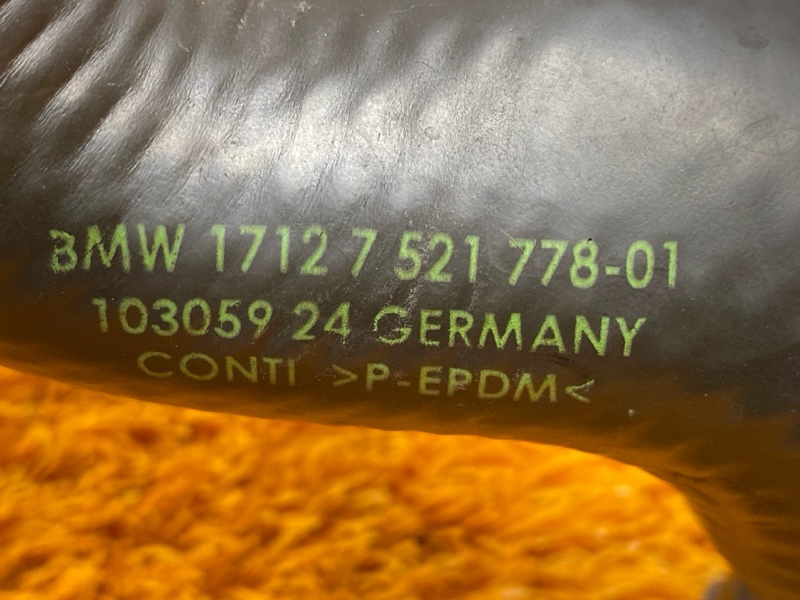 BMW 1712 7 521 778-01
103059 24 GERMANY
CONTI >P-EPDM<